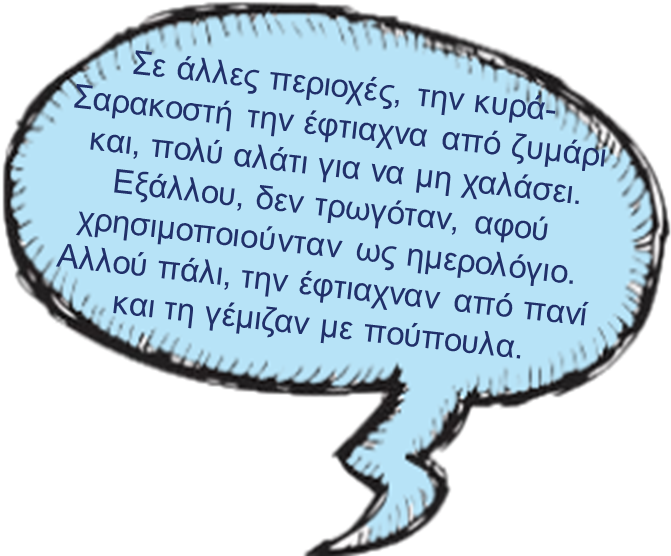 Σε άλλες περιοχές, την κυρά-
Σαρακοστή την έφτιαχνα από ζυμάρι
και, πολύ αλάτι για να μη χαλάσει.
Εξάλλου, δεν τρωγόταν, αφού
χρησιμοποιούνταν ως ημερολόγιο.
Αλλού πάλι, την έφτιαχναν από πανί
και τη γέμιζαν με πούπουλα.